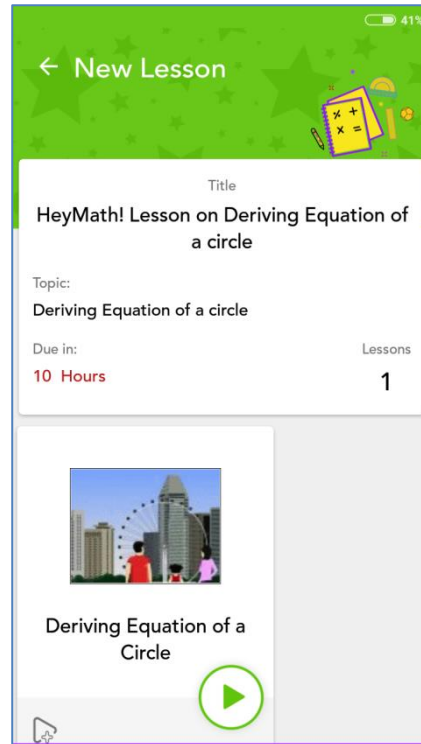 41%
New Lesson
Title
HeyMath! Lesson on Deriving Equation of
a circle
Topic:
Deriving Equation of a circle
Due in:
Lessons
10 Hours
1
Deriving Equation of a
Circle